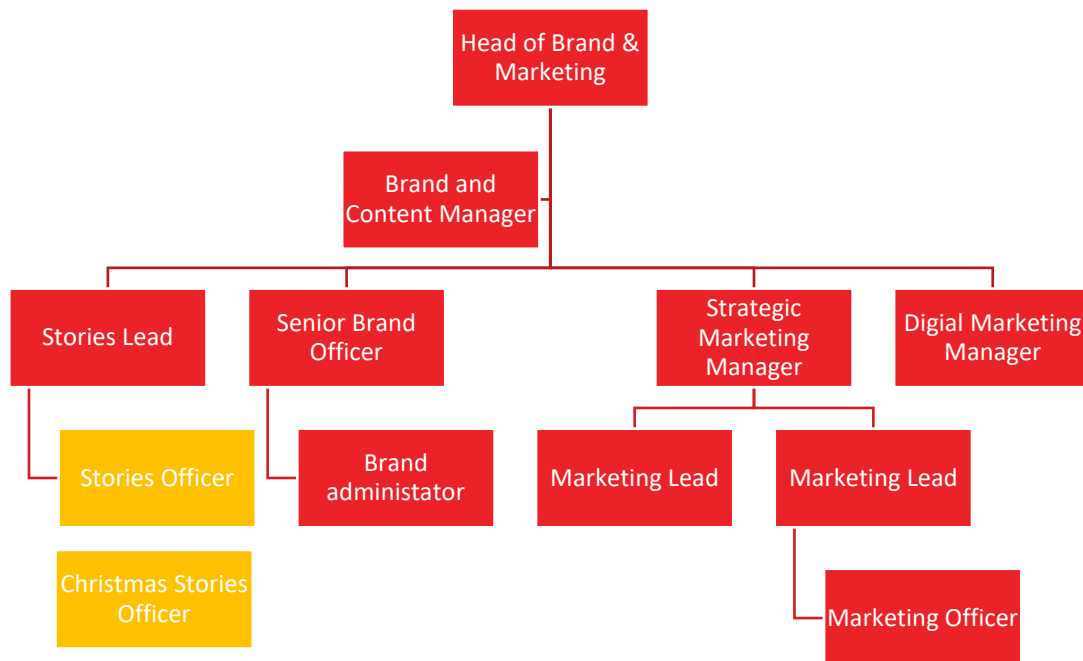 Head of Brand &
Marketing
Brand and
Content Manager
Stories Lead
Senior Brand
Officer
Strategic
Marketing
Manager
Digial Marketing
Manager
Stories Officer
Brand
administator
Marketing Lead
Marketing Lead
Christmas Stories
Officer
Marketing Officer